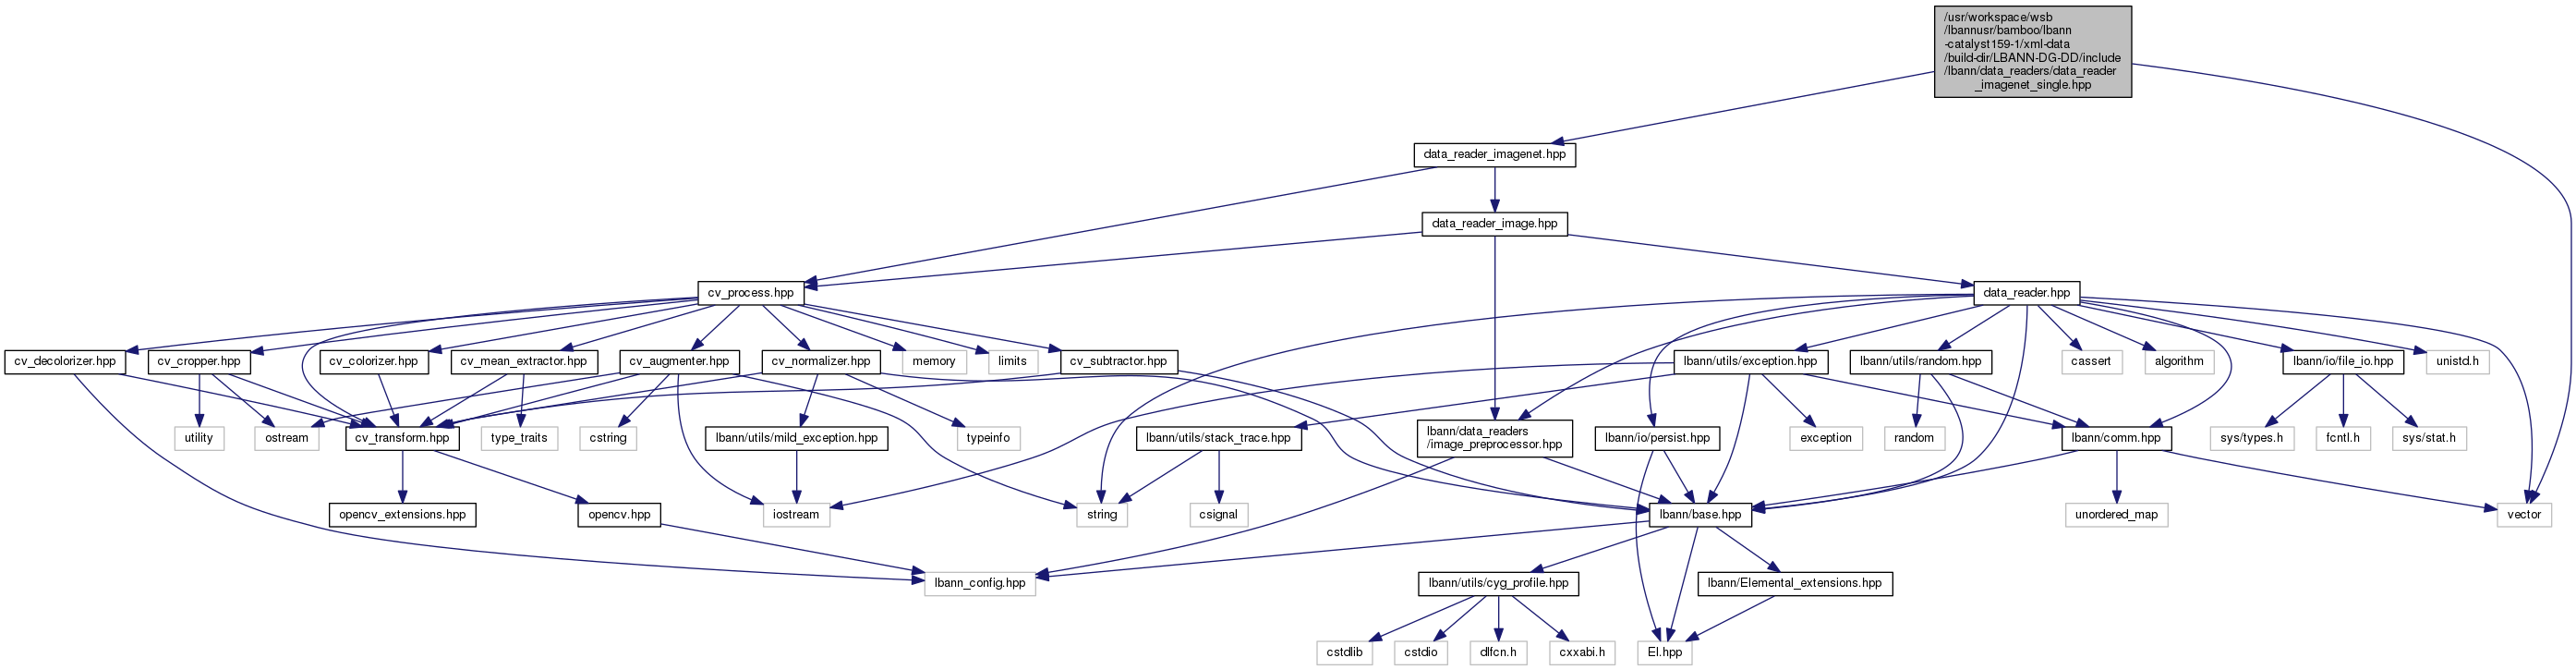 /usr/workspace/wsb
/lbannusr/bamboo/lbann
-catalyst159-1/xml-data
/build-dir/LBANN-DG-DD/include
/lbann/data_readers/data_reader
_imagenet_single.hpp
data_reader_imagenet.hpp
data_reader_image.hpp
cv_process.hpp
data_reader.hpp
cv_decolorizer.hpp
cv_cropper.hpp
cv_colorizer.hpp
cv_mean_extractor.hpp
cv_augmenter.hpp
cv_normalizer.hpp
memory
limits
cv_subtractor.hpp
lbann/utils/exception.hpp
lbann/utils/random.hpp
cassert
algorithm
lbann/io/file_io.hpp
unistd.h
utility
ostream
cv_transform.hpp
type_traits
cstring
lbann/utils/mild_exception.hpp
typeinfo
lbann/utils/stack_trace.hpp
lbann/data_readers
/image_preprocessor.hpp
lbann/io/persist.hpp
exception
random
lbann/comm.hpp
sys/types.h
fcntl.h
sys/stat.h
opencv_extensions.hpp
opencv.hpp
iostream
string
csignal
lbann/base.hpp
unordered_map
vector
lbann_config.hpp
lbann/utils/cyg_profile.hpp
lbann/Elemental_extensions.hpp
cstdlib
cstdio
dlfcn.h
cxxabi.h
El.hpp